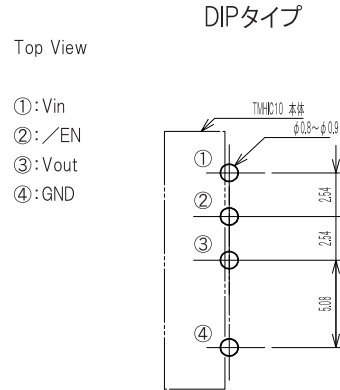 DIPタイプ
Top View
①:Vin
②:／EN
③:Vout
④:GND
TMHIC10 本体
φ0.8~φ0.9
①
②
③
④
2.54
2.54
5.08